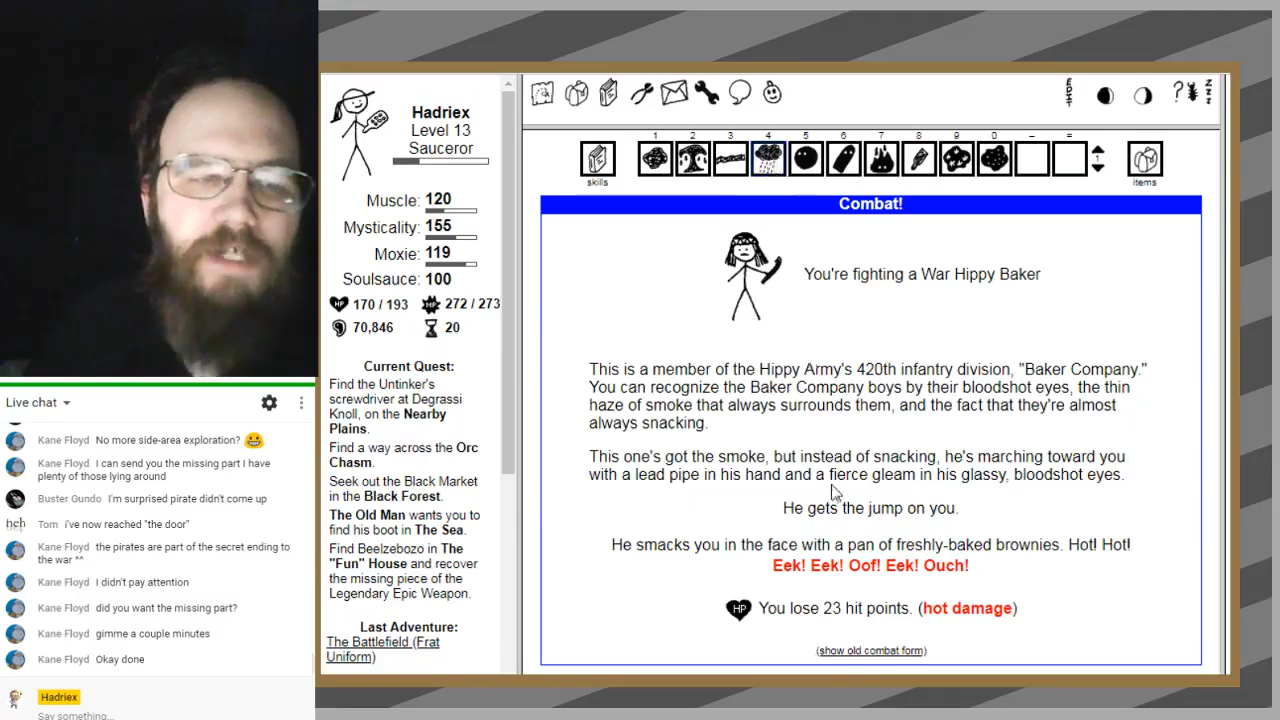 Hadriex
Level 13
Sauceror
Muscle: 120
Mysticality: 155
Moxie: 119
Soulsauce: 100
HP 170 / 193 MP 272 / 273
70,846 20
Current Quest:
Find the Untinker's
screwdriver at Degrassi
Knoll, on the Nearby
Plains.
Find a way across the Orc
Chasm.
Seek out the Black Market
in the Black Forest.
The Old Man wants you to
find his boot in The Sea.
Find Beelzebozo in The
"Fun" House and recover
the missing piece of the
Legendary Epic Weapon.
Last Adventure:
The Battlefield (Frat
Uniform)
EDIT
? Z Z Z
1 2 3 4 5 6 7 8 9 0 – =
1
skills
items
Combat!
You're fighting a War Hippy Baker
This is a member of the Hippy Army's 420th infantry division, "Baker Company."
You can recognize the Baker Company boys by their bloodshot eyes, the thin
haze of smoke that always surrounds them, and the fact that they're almost
always snacking.
This one's got the smoke, but instead of snacking, he's marching toward you
with a lead pipe in his hand and a fierce gleam in his glassy, bloodshot eyes.
He gets the jump on you.
He smacks you in the face with a pan of freshly-baked brownies. Hot! Hot!
Eek! Eek! Oof! Eek! Ouch!
HP You lose 23 hit points. (hot damage)
(show old combat form)
Live chat
Kane Floyd No more side-area exploration?
Kane Floyd I can send you the missing part I have
plenty of those lying around
Buster Gundo I'm surprised pirate didn't come up
Tom i've now reached "the door"
Kane Floyd the pirates are part of the secret ending to
the war ^^
Kane Floyd I didn't pay attention
Kane Floyd did you want the missing part?
Kane Floyd gimme a couple minutes
Kane Floyd Okay done
Hadriex
Say something...